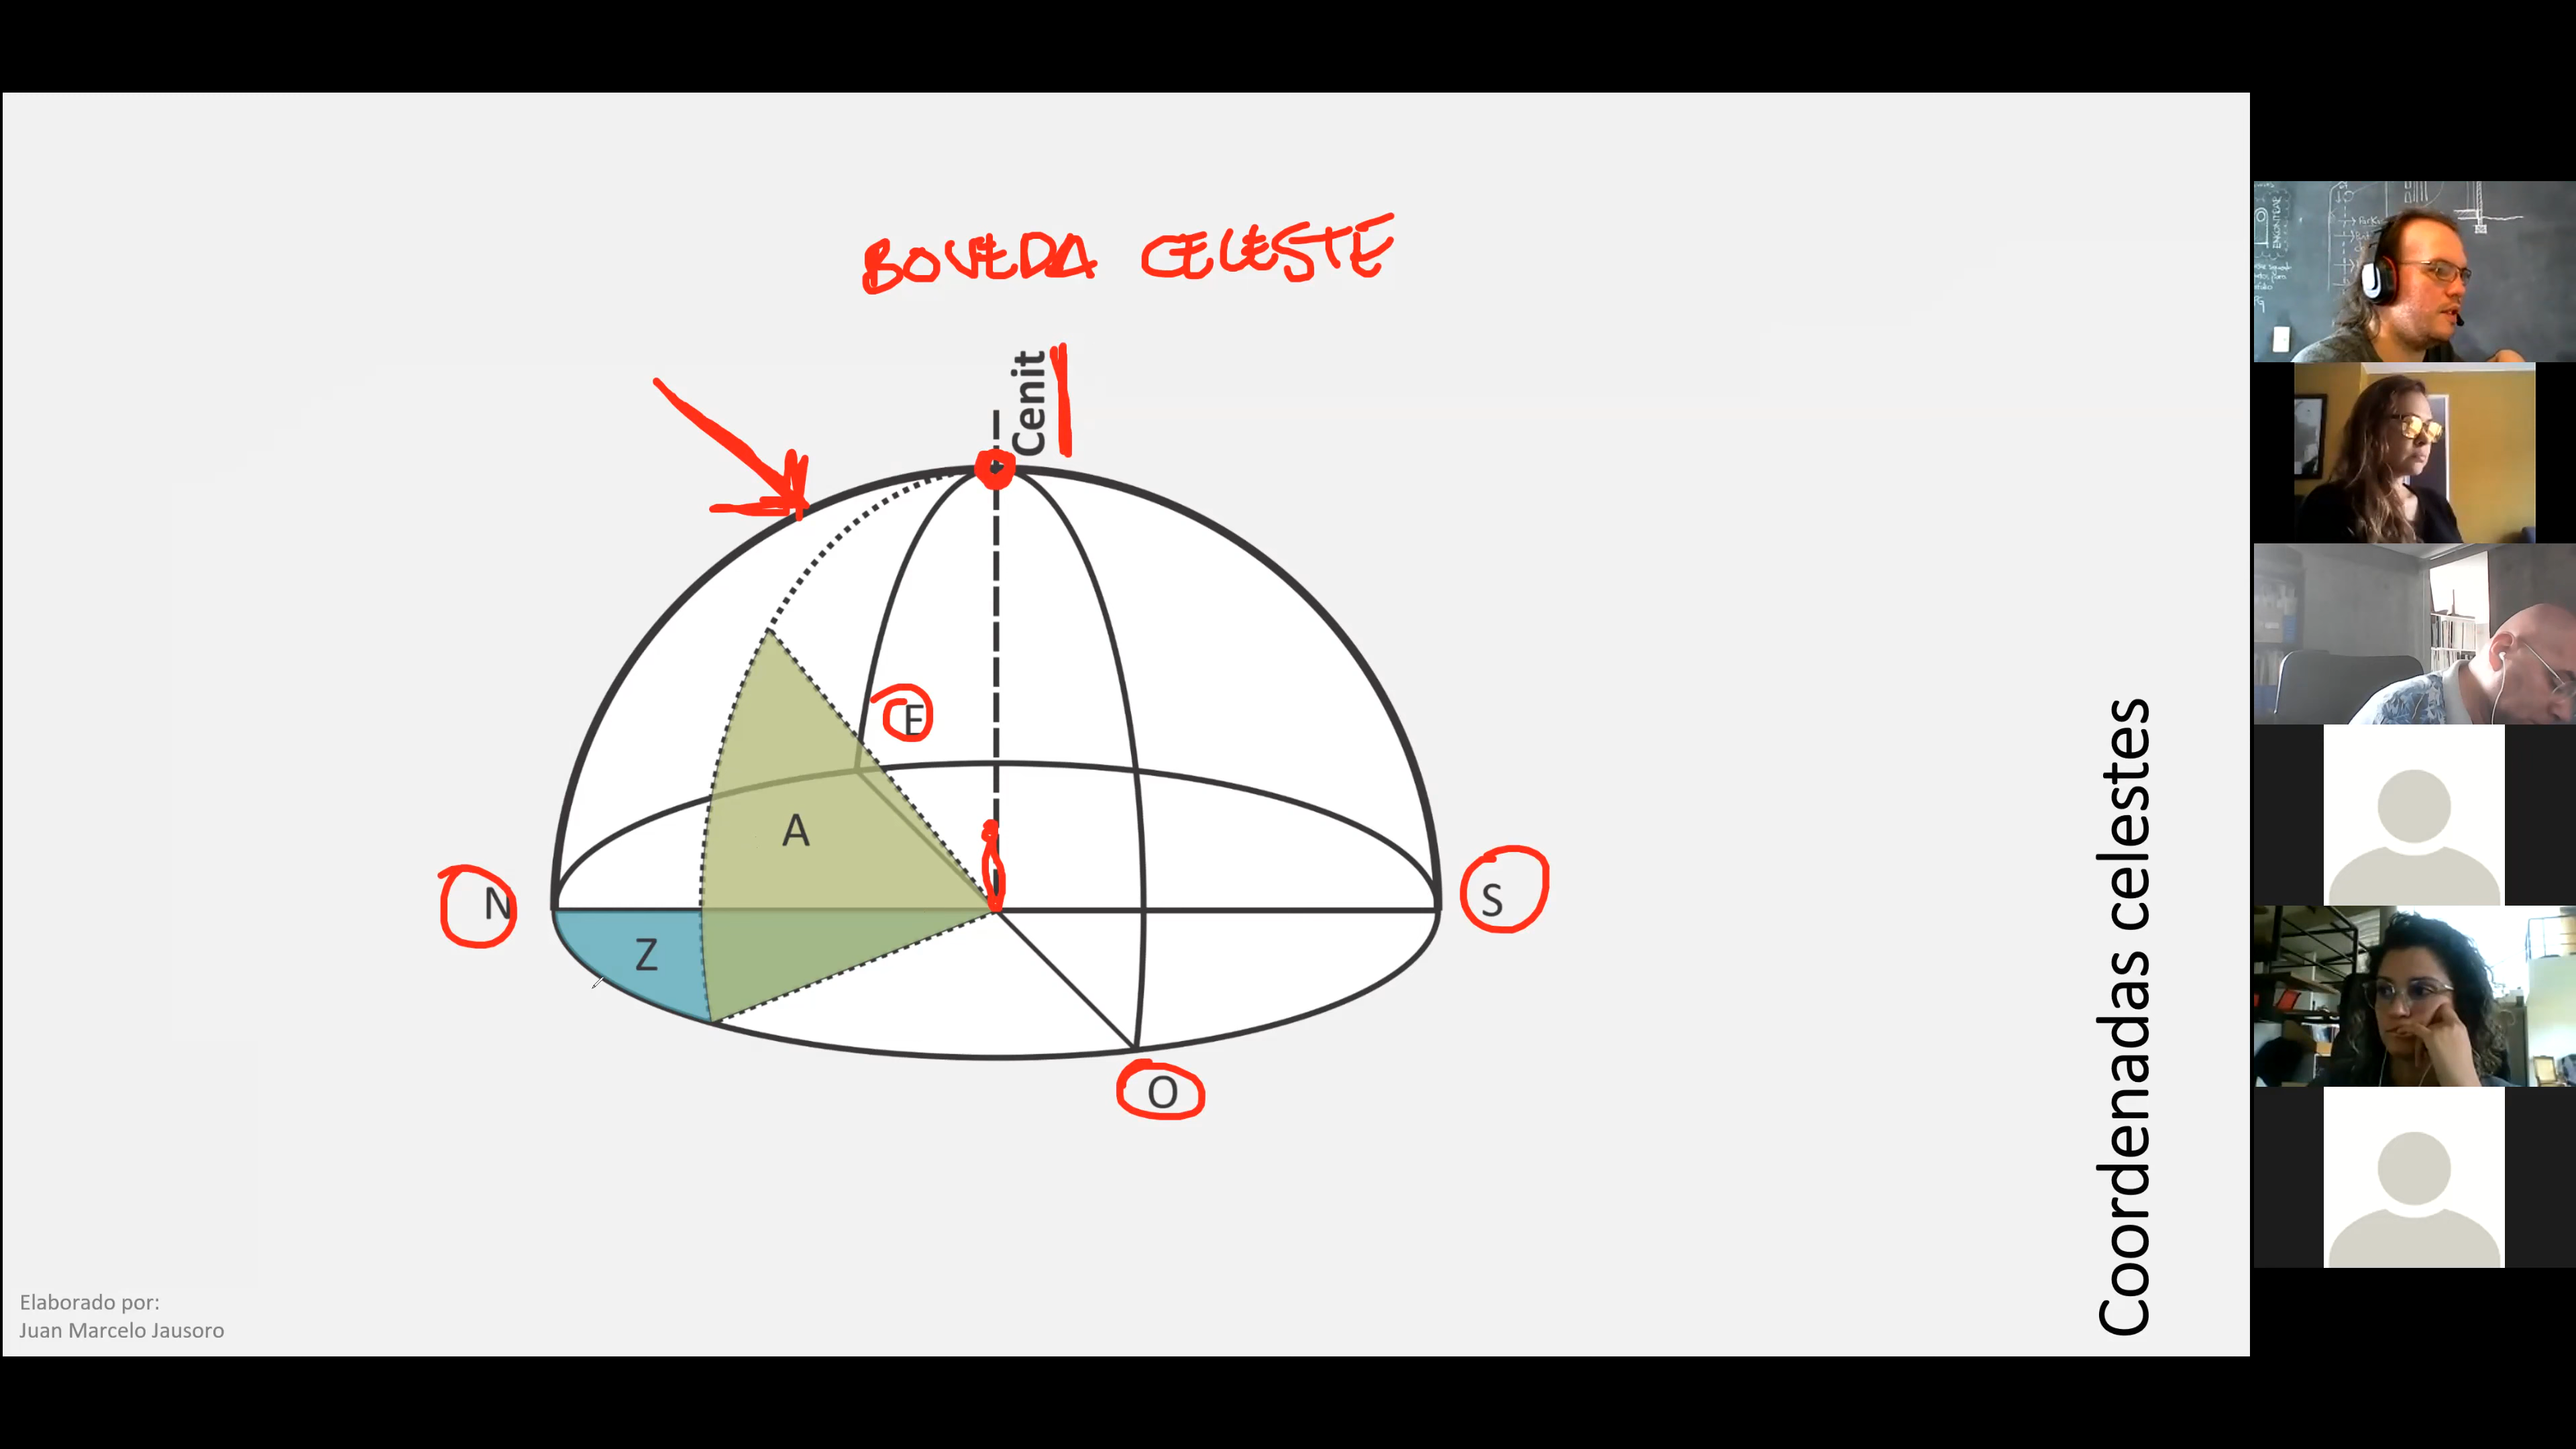 BOVEDA CELESTE
Cenit
E
A
N
S
Z
O
Coordenadas celestes
Elaborado por:
Juan Marcelo Jausoro